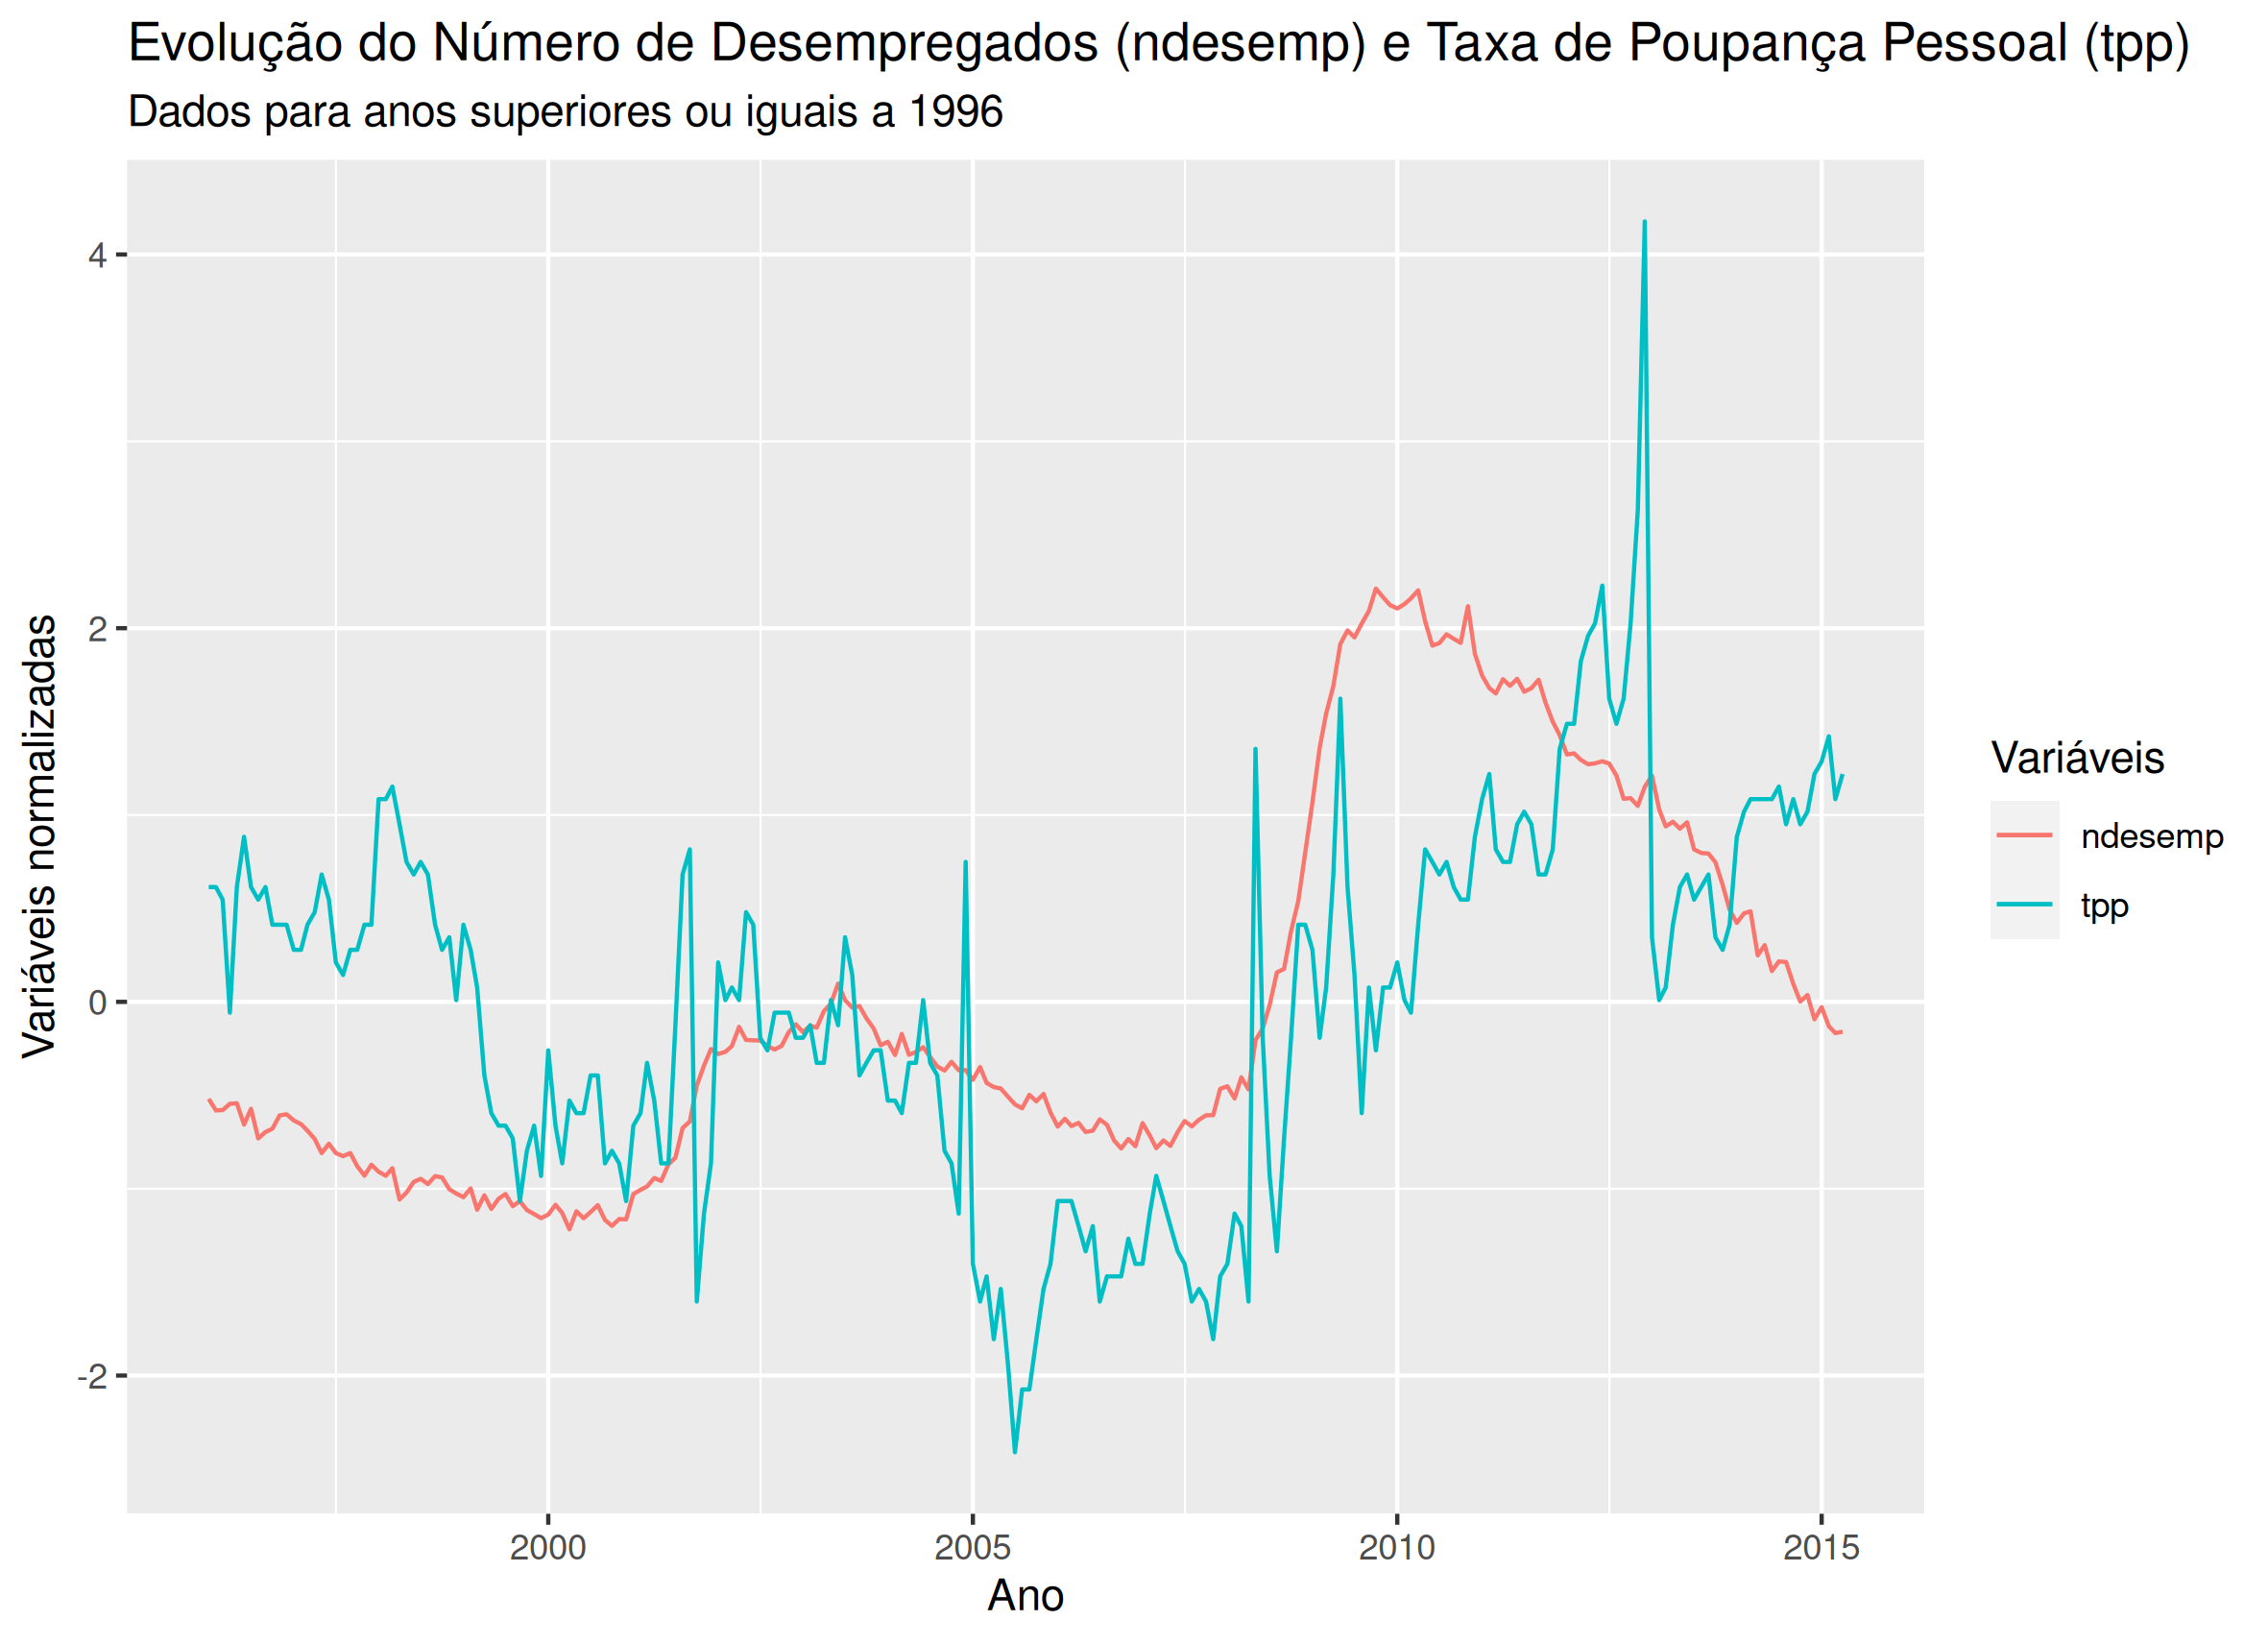 Evolução do Número de Desempregados (ndesemp) e Taxa de Poupança Pessoal (tpp)
Dados para anos superiores ou iguais a 1996
Variáveis normalizadas
4
2
0
-2
2000
2005
2010
2015
Ano
Variáveis
ndesemp
tpp